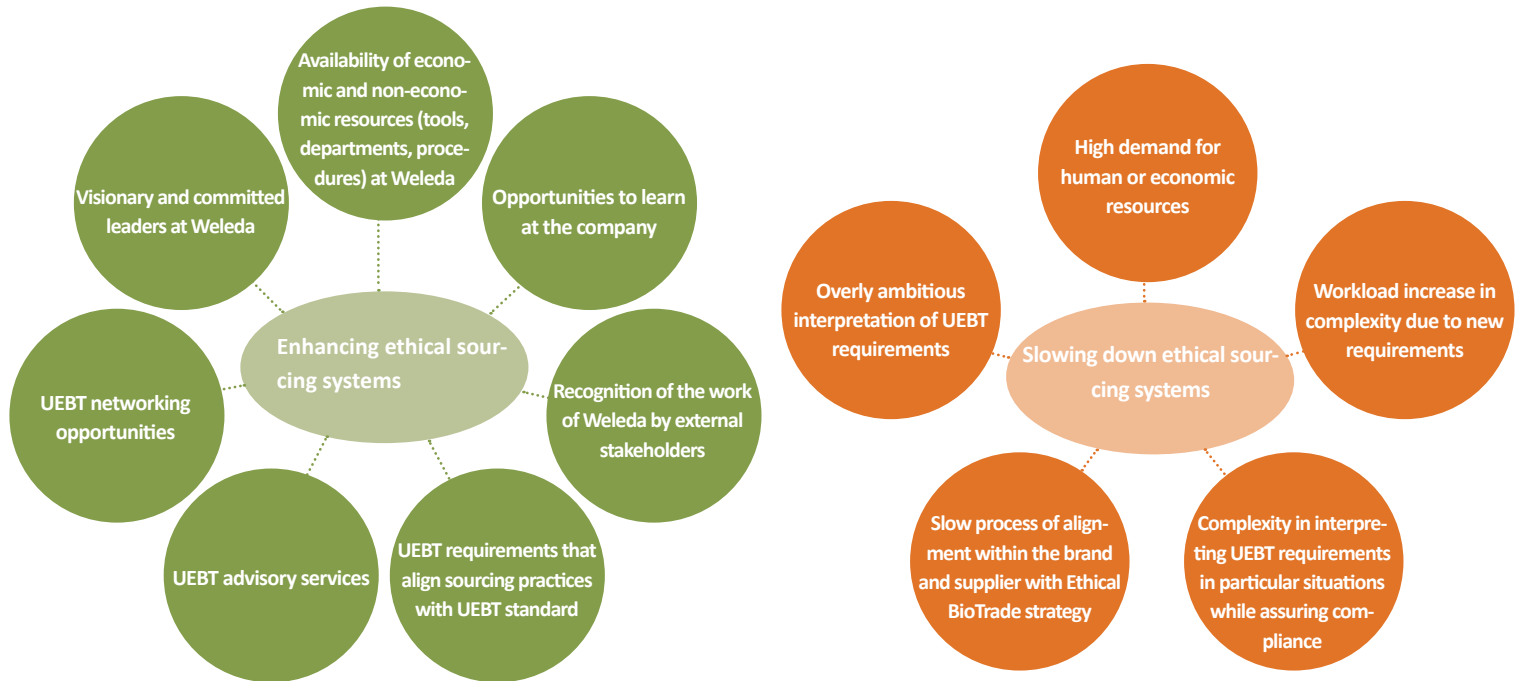 Availability of econo-
mic and non-econo-
mic resources (tools,
departments, proce-
dures) at Weleda
Visionary and committed
leaders at Weleda
Opportunities to learn
at the company
Enhancing ethical sour-
cing systems
UEBT networking
opportunities
Recognition of the work
of Weleda by external
stakeholders
UEBT advisory services
UEBT requirements that
align sourcing practices
with UEBT standard
High demand for
human or economic
resources
Overly ambitious
interpretation of UEBT
requirements
Workload increase in
complexity due to new
requirements
Slowing down ethical sour-
cing systems
Slow process of align-
ment within the brand
and supplier with Ethical
BioTrade strategy
Complexity in interpre-
ting UEBT requirements
in particular situations
while assuring com-
pliance